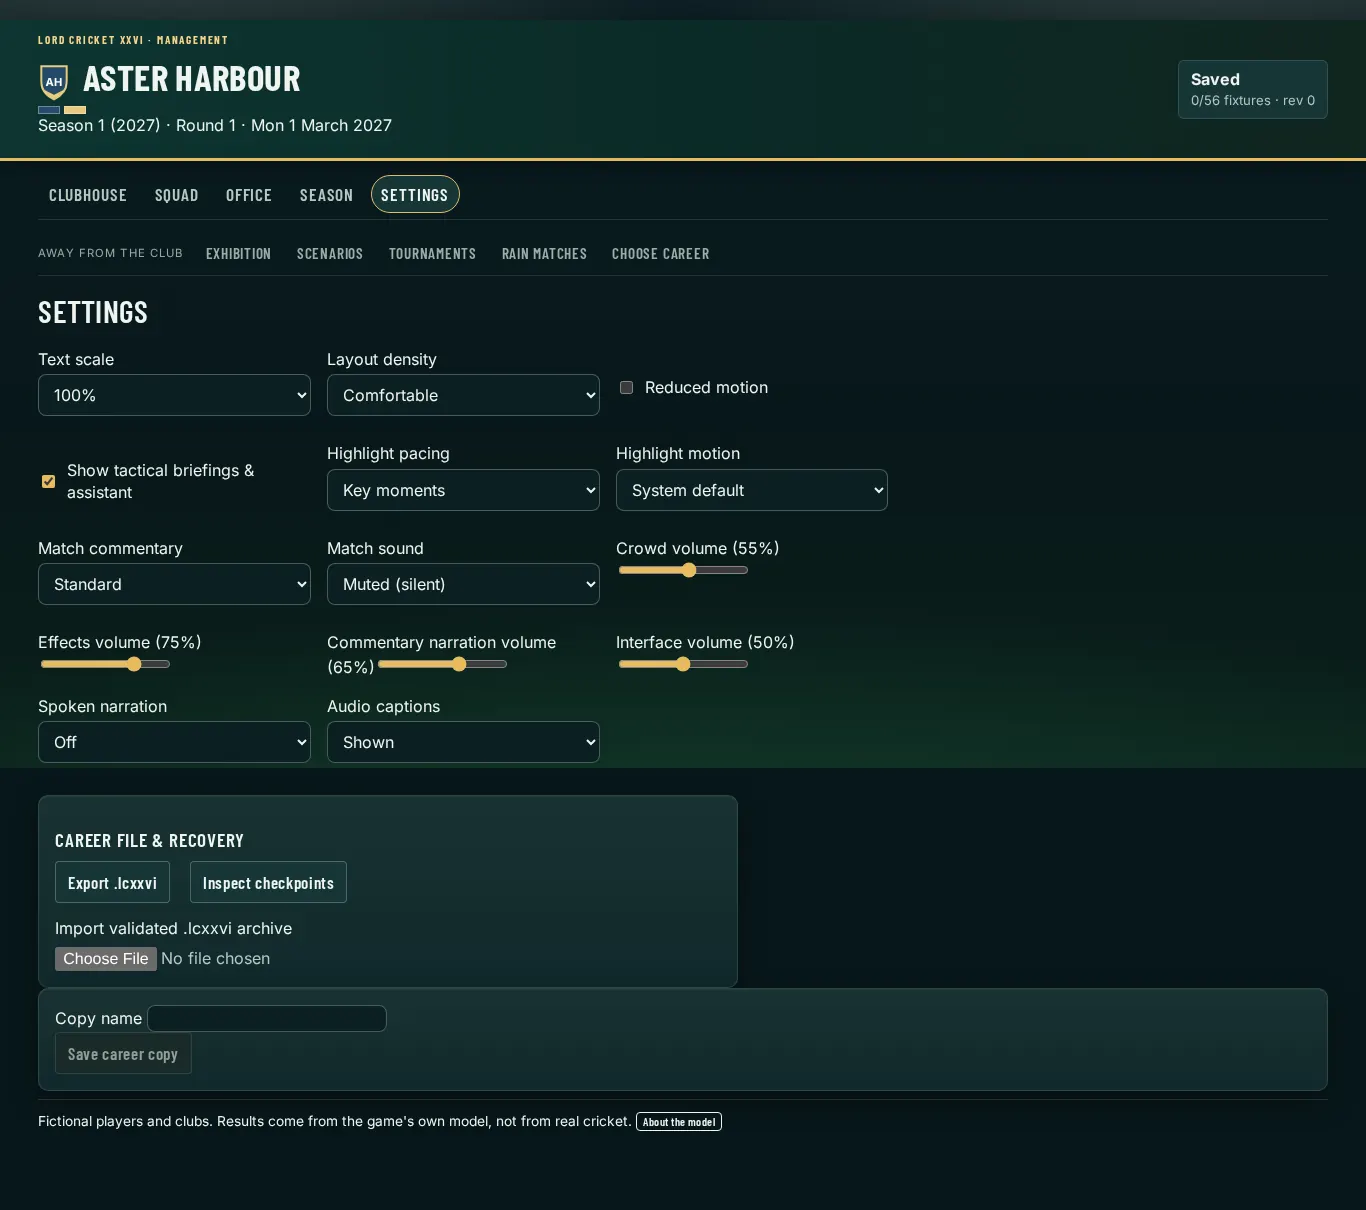 LORD CRICKET XXVI · MANAGEMENT
AH
ASTER HARBOUR
Season 1 (2027) · Round 1 · Mon 1 March 2027
Saved
0/56 fixtures · rev 0
CLUBHOUSE SQUAD OFFICE SEASON SETTINGS
AWAY FROM THE CLUB EXHIBITION SCENARIOS TOURNAMENTS RAIN MATCHES CHOOSE CAREER
SETTINGS
Text scale
100%
Layout density
Comfortable
Reduced motion
Show tactical briefings &
assistant
Highlight pacing
Key moments
Highlight motion
System default
Match commentary
Standard
Match sound
Muted (silent)
Crowd volume (55%)
Effects volume (75%)
Commentary narration volume
(65%)
Interface volume (50%)
Spoken narration
Off
Audio captions
Shown
CAREER FILE & RECOVERY
Export .lcxxvi Inspect checkpoints
Import validated .lcxxvi archive
Choose File No file chosen
Copy name
Save career copy
Fictional players and clubs. Results come from the game's own model, not from real cricket. About the model